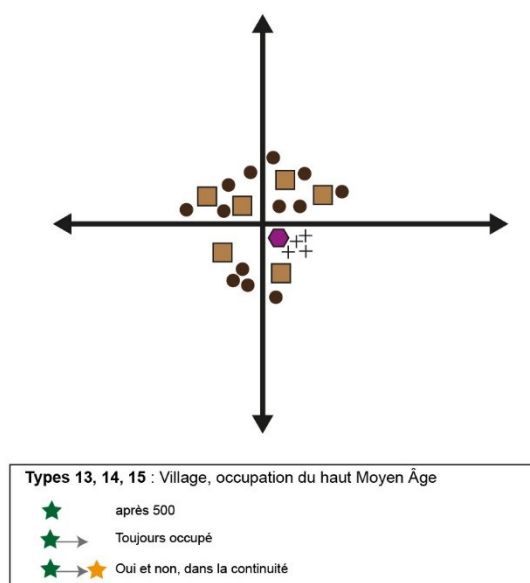 Types 13, 14, 15 : Village, occupation du haut Moyen Âge
après 500
Toujours occupé
Oui et non, dans la continuité